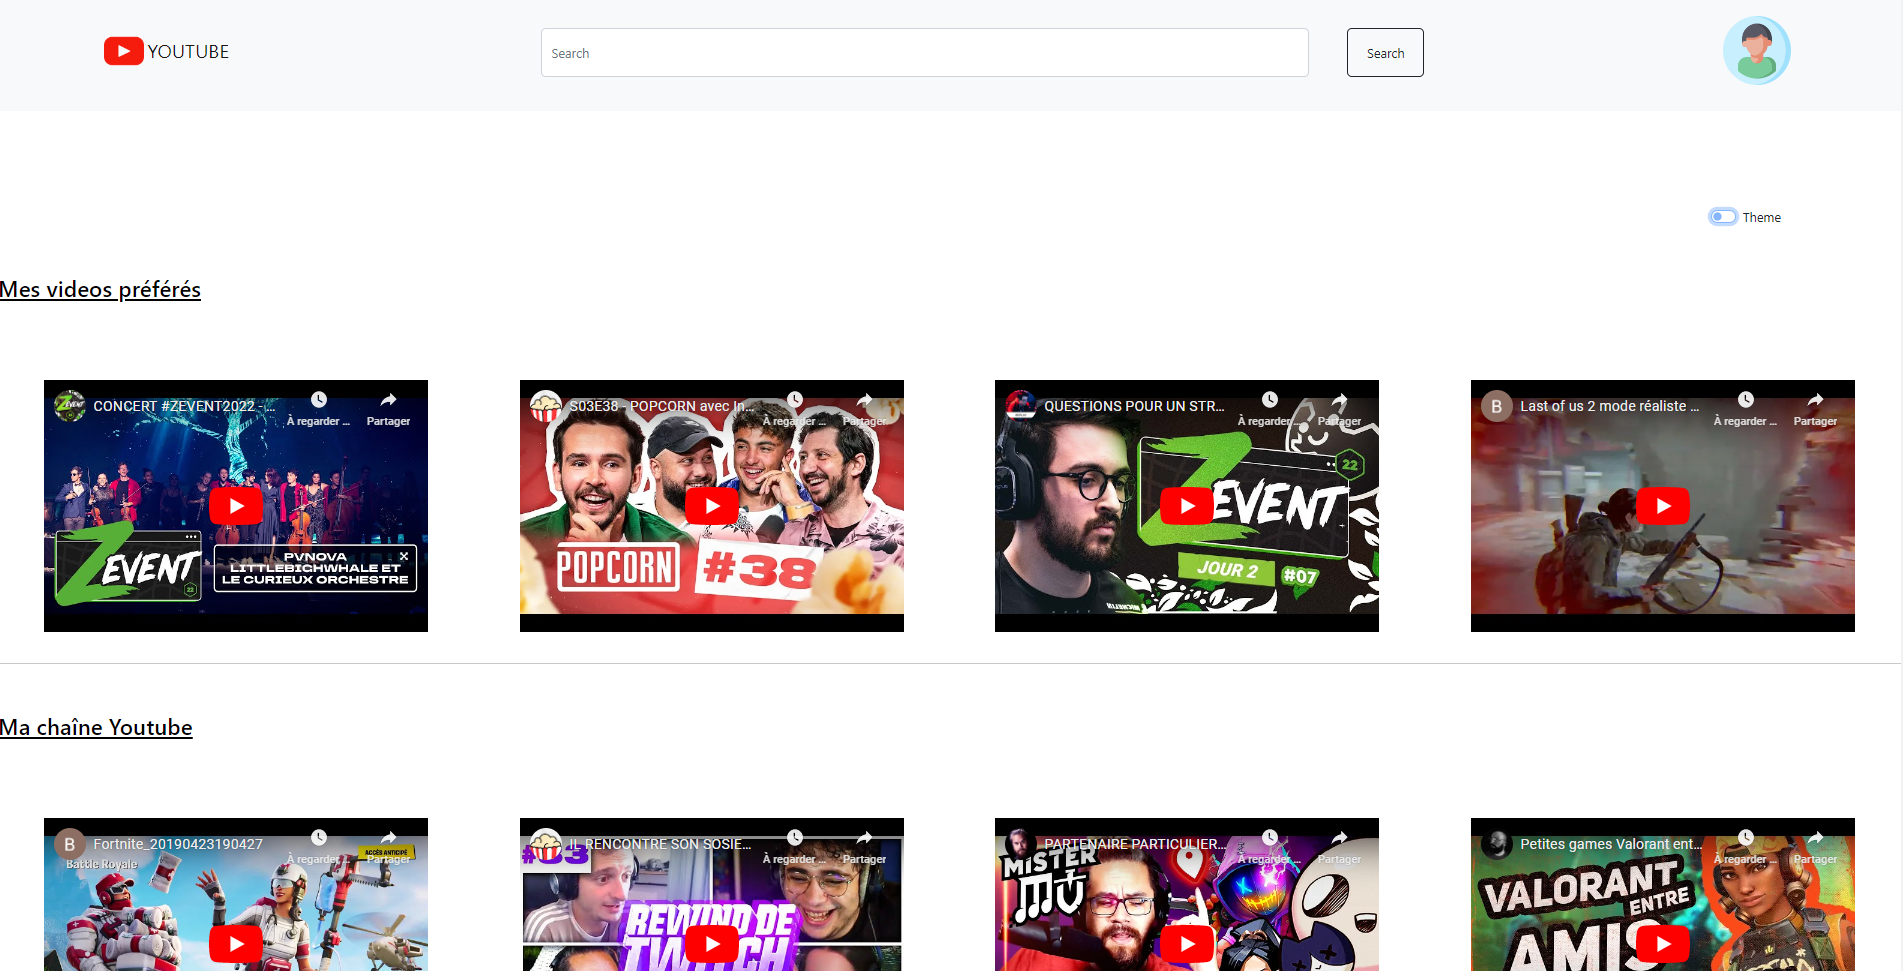 YOUTUBE
Search
Search
Theme
Mes videos préférés
CONCERT #ZEVENT2022 -...
À regarder ...
Partager
ZEVENT
22
PVNOVA
LITTLEBIGWHALE ET
LE CURIEUX ORCHESTRE
S03E38 - POPCORN avec In...
À regarder ...
Partager
POPCORN
#38
QUESTIONS POUR UN STR...
À regarder ...
Partager
22
ZEVENT
JOUR 2
#07
B
Last of us 2 mode réaliste ...
À regarder ...
Partager
Ma chaîne Youtube
B
Fortnite_20190423190427
À regarder ...
Partager
Battle Royale
ACCÈS ANTICIPÉ
IL RENCONTRE SON SOSIE...
À regarder ...
Partager
REWIND DE
TWITCH
PARTENAIRE PARTICULIER...
À regarder ...
Partager
MISTER
MV
Petites games Valorant ent...
À regarder ...
Partager
VALORANT
ENTRE
AMIS